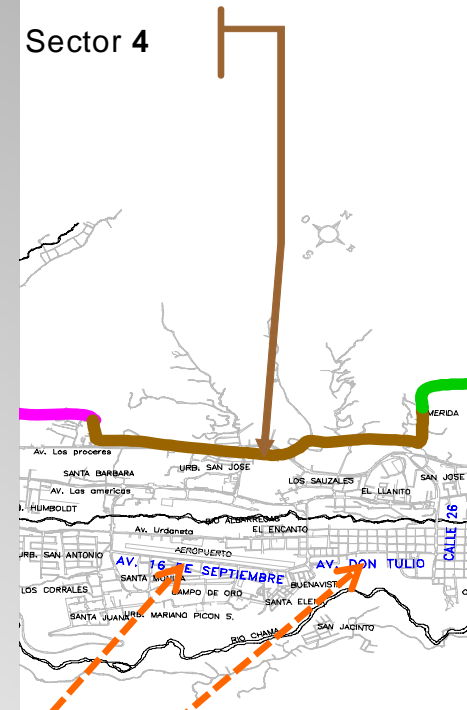 Sector 4
N
O
E
S
MERIDA
Av. Los proceres
SANTA BARBARA
URB. SAN JOSE
LOS SAUZALES
SAN JOSE
EL LLANITO
Av. Las americas
HUMBOLDT
RIO ALBARREGAS
Av. Urdaneta
EL ENCANTO
CALLE 26
AEROPUERTO
URB. SAN ANTONIO
AV. 16 DE SEPTIEMBRE
AV. DON TULIO
SANTA MONICA
BUENAVISTA
LOS CORRALES
CAMPO DE ORO
SANTA ELENA
SANTA JUANA
URB. MARIANO PICON S.
SAN JACINTO
RIO CHAMA